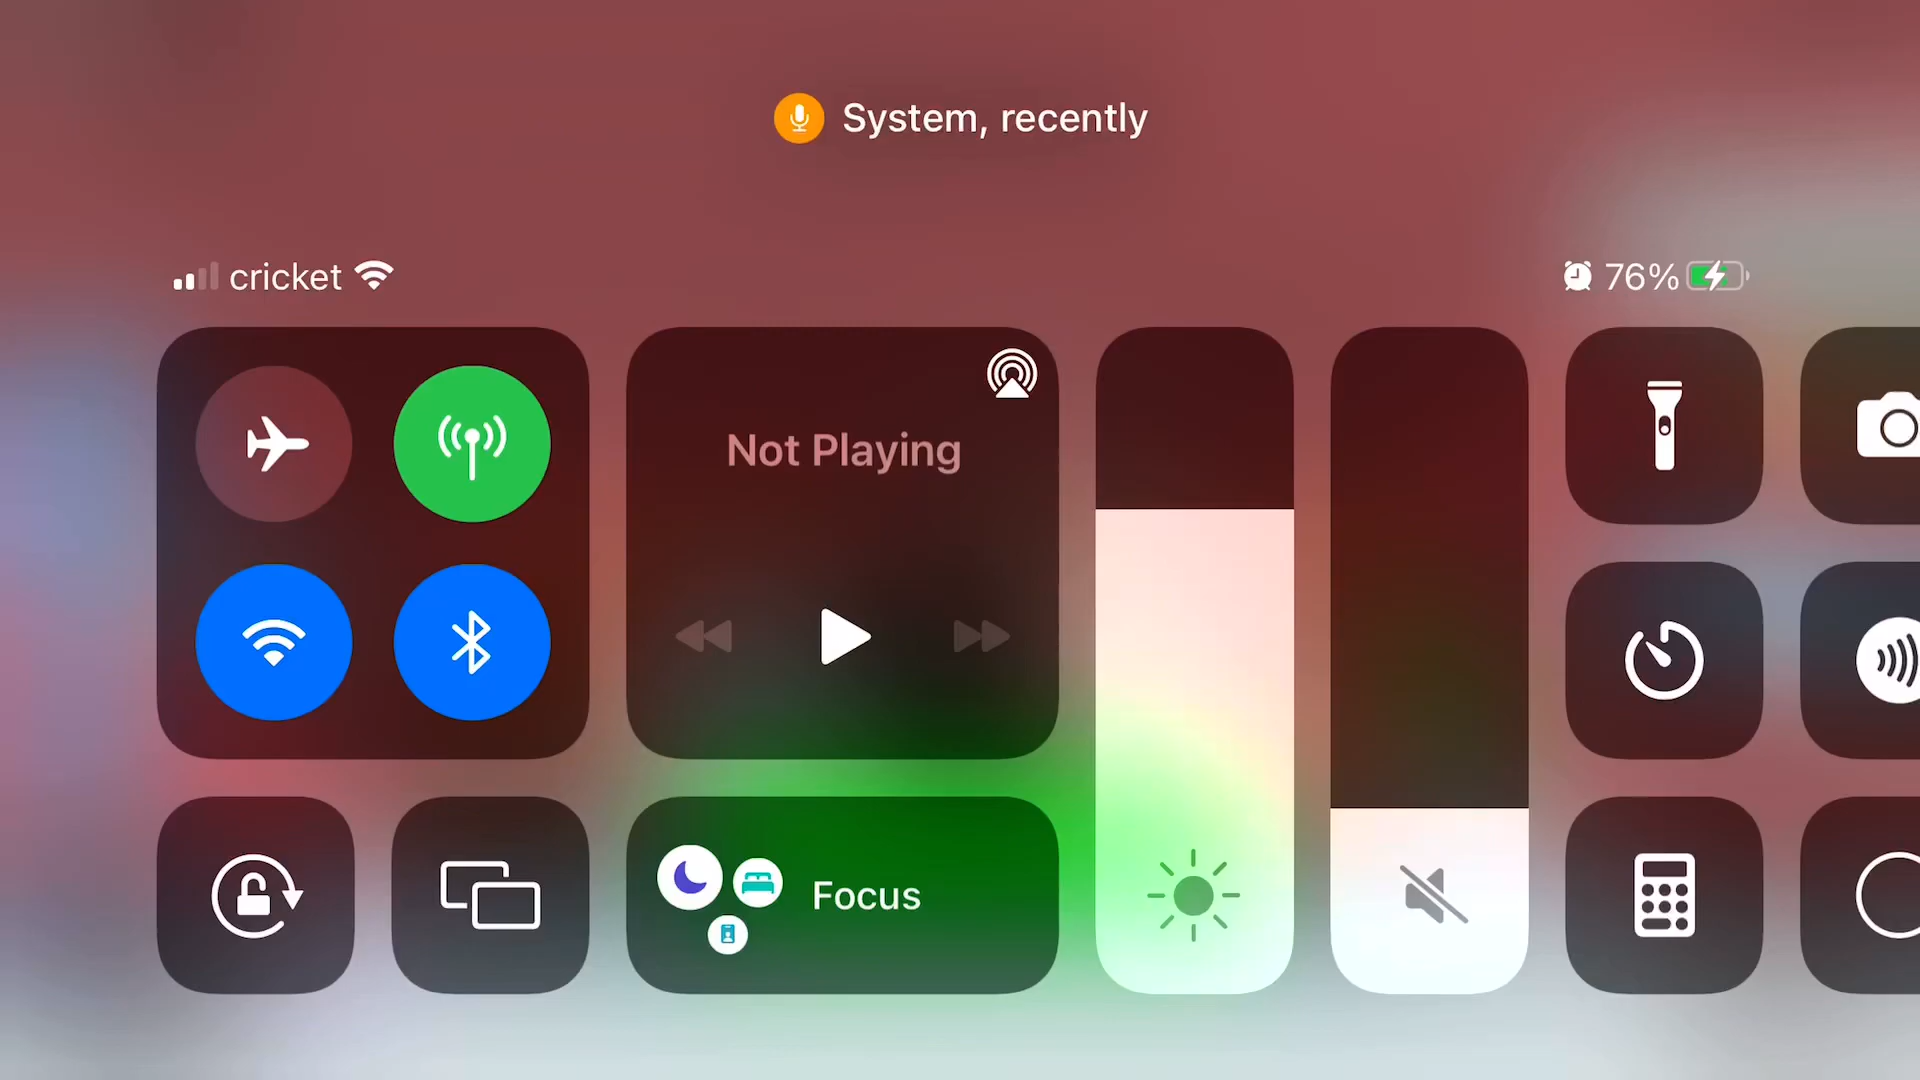 System, recently
cricket
76%
Not Playing
Focus